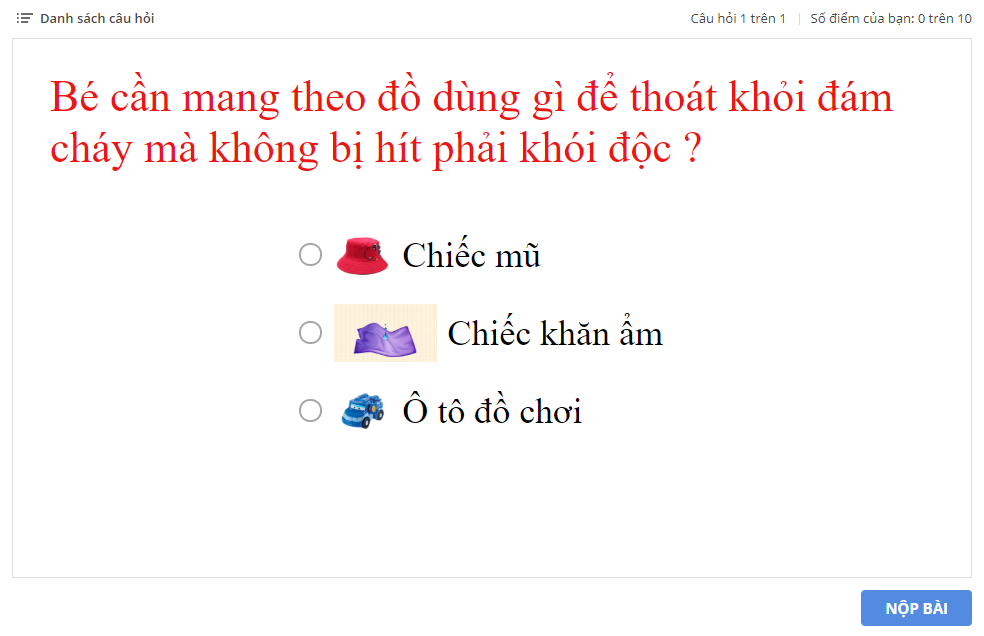 Danh sách câu hỏi
Câu hỏi 1 trên 1 | Số điểm của bạn: 0 trên 10
Bé cần mang theo đồ dùng gì để thoát khỏi đám
cháy mà không bị hít phải khói độc ?
Chiếc mũ
Chiếc khăn ẩm
Ô tô đồ chơi
NỘP BÀI